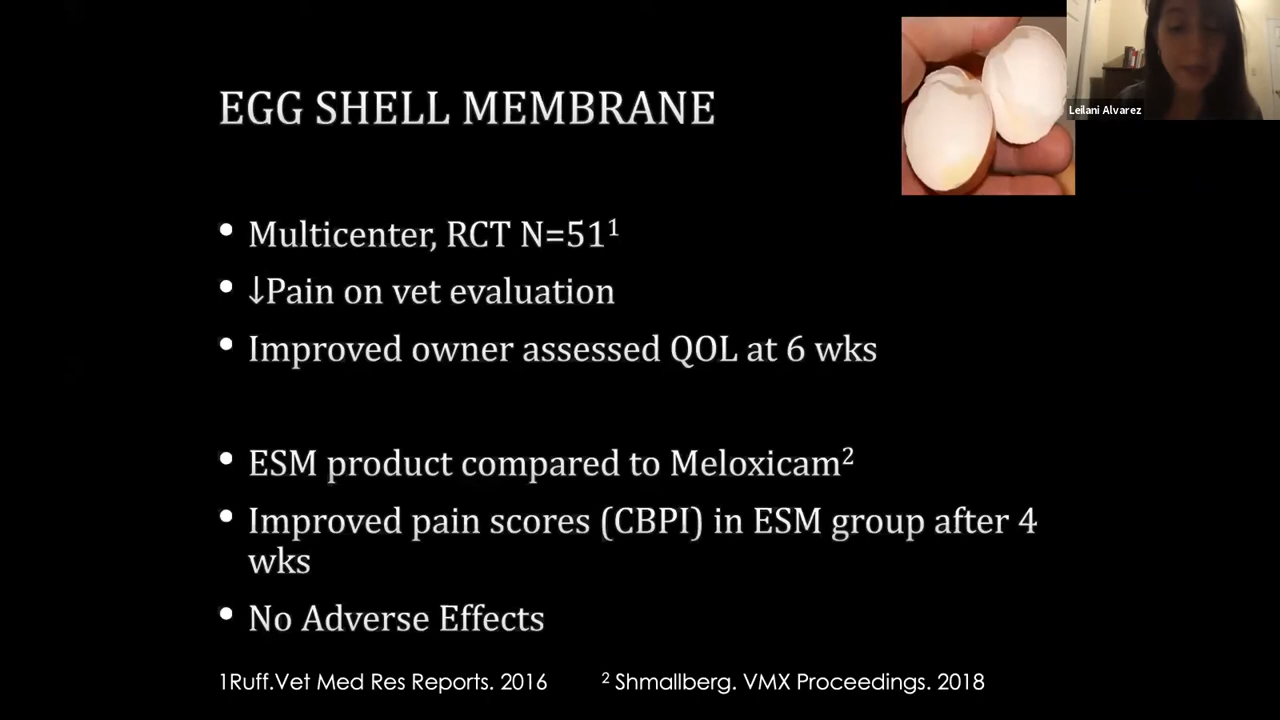 EGG SHELL MEMBRANE
Leilani Alvarez
• Multicenter, RCT N=51¹
• ↓Pain on vet evaluation
• Improved owner assessed QOL at 6 wks
• ESM product compared to Meloxicam²
• Improved pain scores (CBPI) in ESM group after 4
wks
• No Adverse Effects
1Ruff.Vet Med Res Reports. 2016 ² Shmallberg. VMX Proceedings. 2018